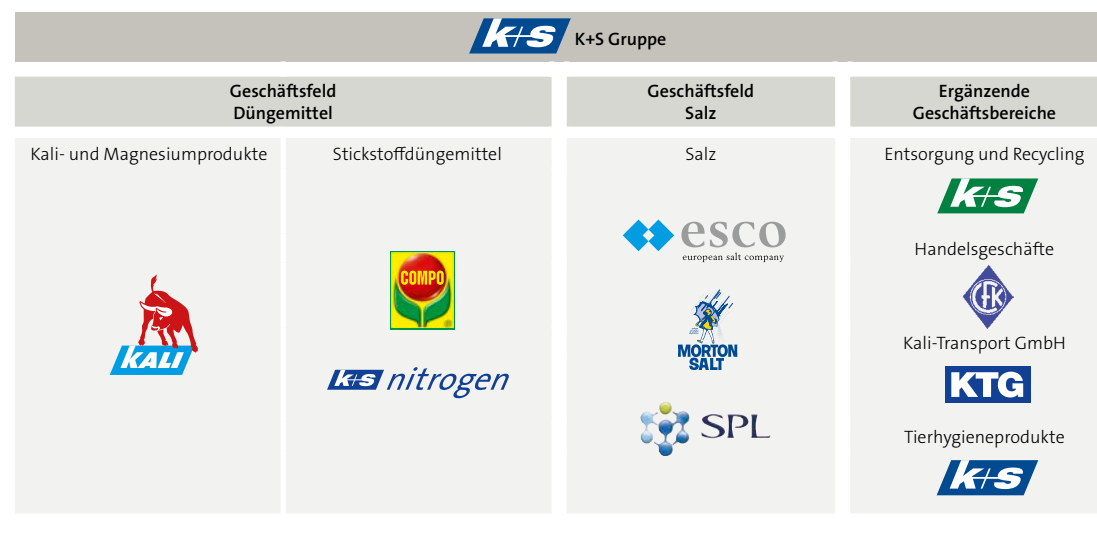 k+s K+S Gruppe
Geschäftsfeld
Düngemittel
Geschäftsfeld
Salz
Ergänzende
Geschäftsbereiche
Kali- und Magnesiumprodukte
KALI
Stickstoffdüngemittel
COMPO
k+s nitrogen
Salz
esco
european salt company
MORTON
SALT
SPL
Entsorgung und Recycling
k+s
Handelsgeschäfte
CFK
Kali-Transport GmbH
KTG
Tierhygieneprodukte
k+s